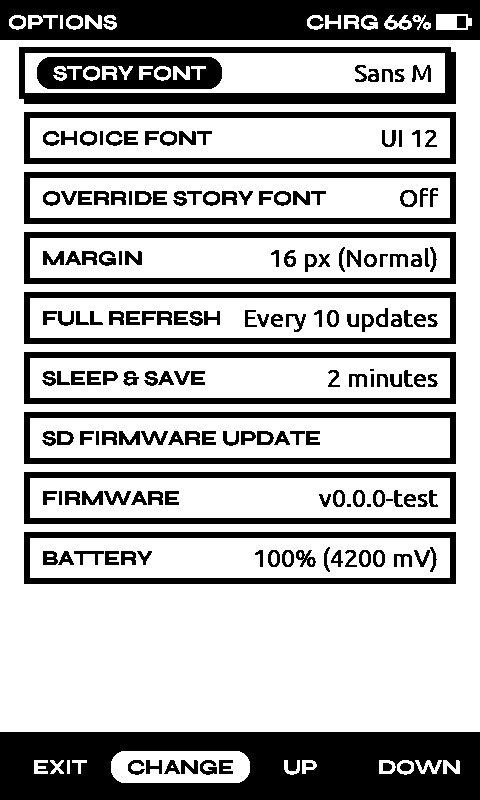 OPTIONS CHRG 66%
STORY FONT Sans M
CHOICE FONT UI 12
OVERRIDE STORY FONT Off
MARGIN 16 px (Normal)
FULL REFRESH Every 10 updates
SLEEP & SAVE 2 minutes
SD FIRMWARE UPDATE
FIRMWARE v0.0.0-test
BATTERY 100% (4200 mV)
EXIT CHANGE UP DOWN